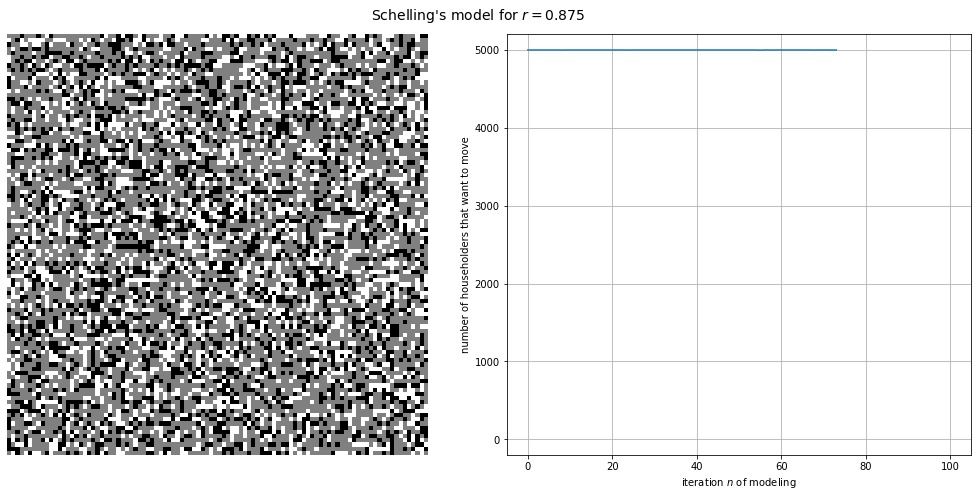 Schelling's model for r = 0.875
number of householders that want to move
5000
4000
3000
2000
1000
0
0 20 40 60 80 100
iteration n of modeling